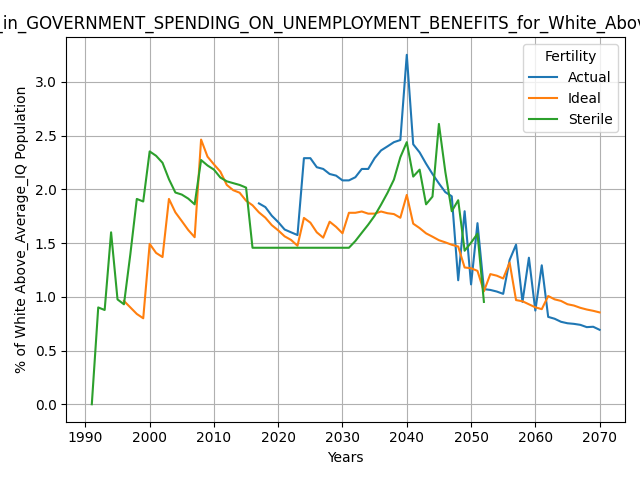 _in_GOVERNMENT_SPENDING_ON_UNEMPLOYMENT_BENEFITS_for_White_Above
Fertility
Actual
Ideal
Sterile
% of White Above_Average_IQ Population
3.0
2.5
2.0
1.5
1.0
0.5
0.0
1990 2000 2010 2020 2030 2040 2050 2060 2070
Years